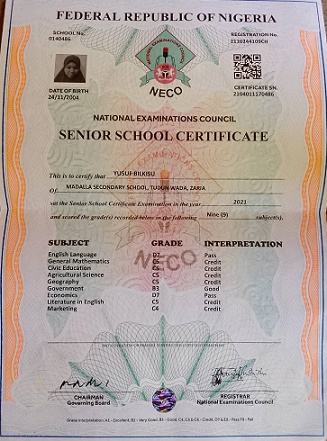 FEDERAL REPUBLIC OF NIGERIA
SCHOOL No. REGISTRATION No.
0140486
NECO
DATE OF BIRTH CERTIFICATE SN.
24/11/2004
NATIONAL EXAMINATIONS COUNCIL
SENIOR SCHOOL CERTIFICATE
This is to certify that YUSUF-BILKISU
Of MADALLA SECONDARY SCHOOL, TUDUN-WADA, ZARIA
sat the Senior School Certificate Examination in the year 2021
and scored the grade(s) recorded below in the following Nine (9) subject(s).
SUBJECT GRADE INTERPRETATION
English Language D7 Pass
General Mathematics Credit
Civic Education Credit
Agricultural Science C5 Credit
Geography C5 Credit
Government B3 Good
Economics D7 Pass
Literature in English C5 Credit
Marketing C4 Credit
NECO
CHAIRMAN REGISTRAR
Governing Board National Examinations Council